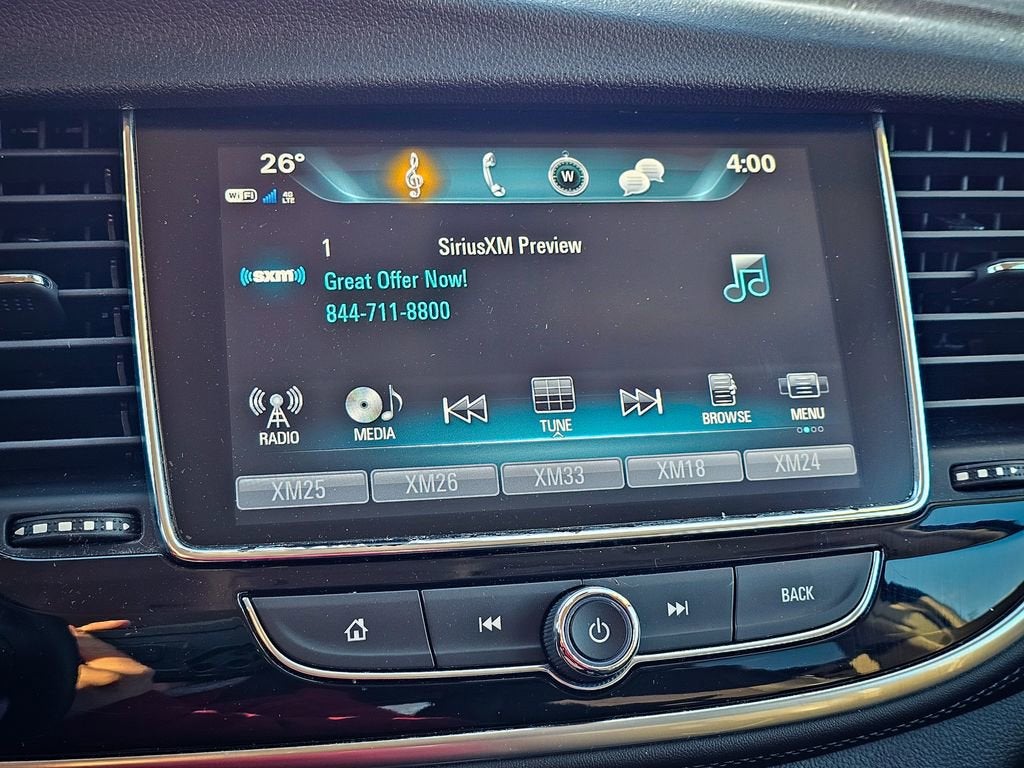 26°
W
4:00
WiFi
4G
LTE
1
SiriusXM Preview
((sxm))
Great Offer Now!
844-711-8800
RADIO
MEDIA
TUNE
BROWSE
MENU
XM25
XM26
XM33
XM18
XM24
BACK